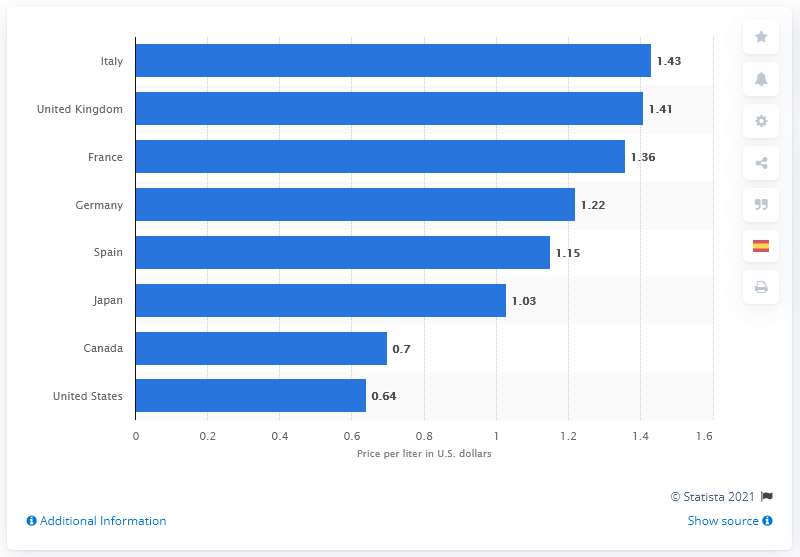 Italy 1.43
United Kingdom 1.41
France 1.36
Germany 1.22
Spain 1.15
Japan 1.03
Canada 0.7
United States 0.64
0 0.2 0.4 0.6 0.8 1 1.2 1.4 1.6
Price per liter in U.S. dollars
© Statista 2021
Additional Information Show source